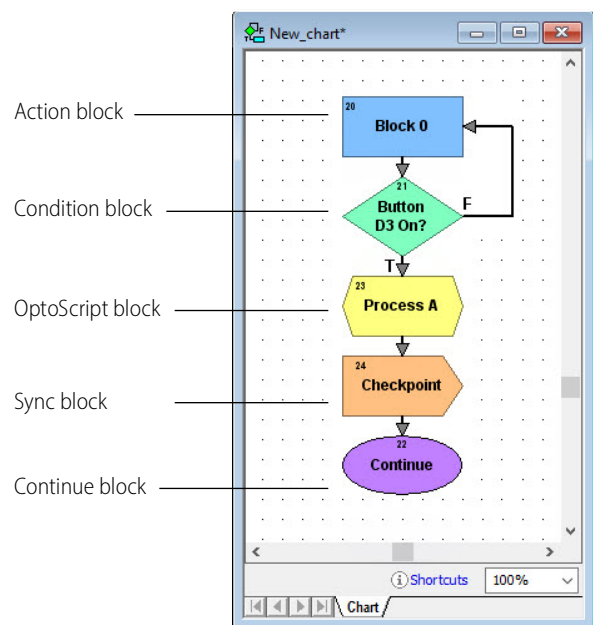 New_chart*
Action block
20
Block 0
Condition block
21
Button
D3 On?
F
T
OptoScript block
23
Process A
Sync block
24
Checkpoint
Continue block
22
Continue
Shortcuts
100%
Chart